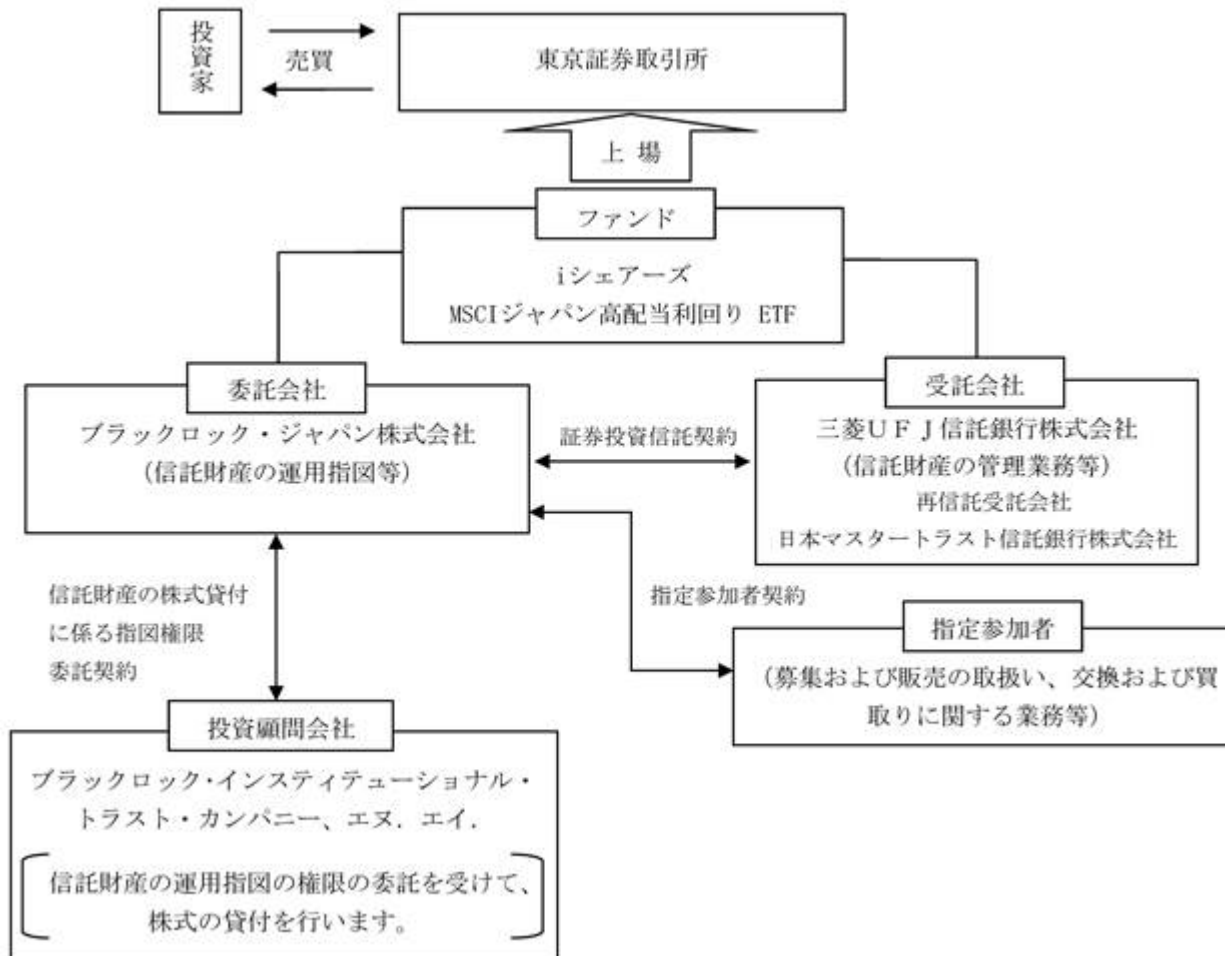 投資家
売買
東京証券取引所
上 場
ファンド
iシェアーズ
MSCIジャパン高配当利回り ETF
委託会社
ブラックロック・ジャパン株式会社
(信託財産の運用指図等)
証券投資信託契約
受託会社
三菱UFJ信託銀行株式会社
(信託財産の管理業務等)
再信託受託会社
日本マスタートラスト信託銀行株式会社
信託財産の株式貸付
に係る指図権限
委託契約
指定参加者契約
指定参加者
(募集および販売の取扱い、交換および買
取りに関する業務等)
投資顧問会社
ブラックロック・インスティテューショナル・
トラスト・カンパニー、エヌ.エイ.
信託財産の運用指図の権限の委託を受けて、
株式の貸付を行います。